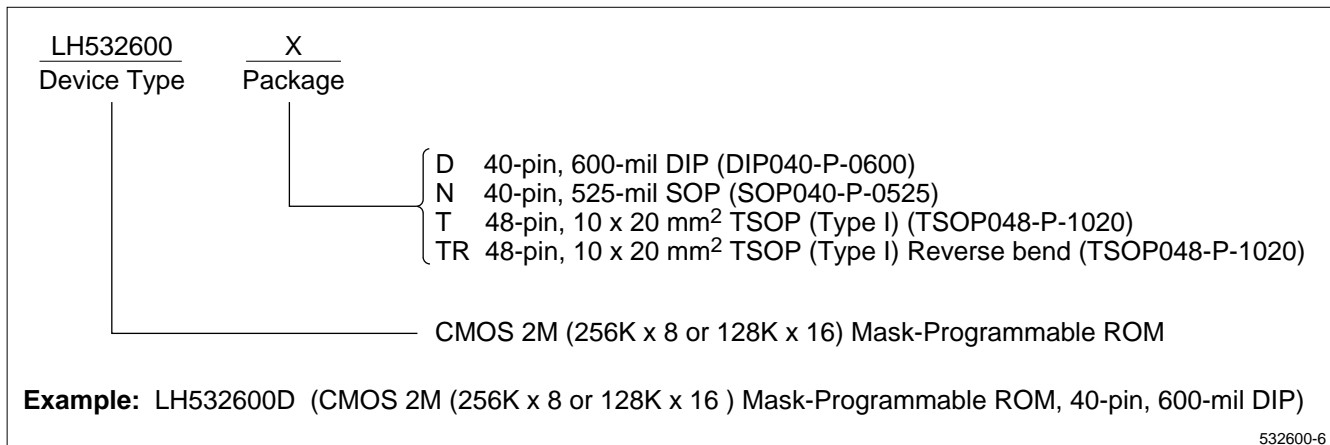 LH532600 X
Device Type Package
D 40-pin, 600-mil DIP (DIP040-P-0600)
N 40-pin, 525-mil SOP (SOP040-P-0525)
T 48-pin, 10 x 20 mm² TSOP (Type I) (TSOP048-P-1020)
TR 48-pin, 10 x 20 mm² TSOP (Type I) Reverse bend (TSOP048-P-1020)
CMOS 2M (256K x 8 or 128K x 16) Mask-Programmable ROM
Example: LH532600D (CMOS 2M (256K x 8 or 128K x 16 ) Mask-Programmable ROM, 40-pin, 600-mil DIP)
532600-6